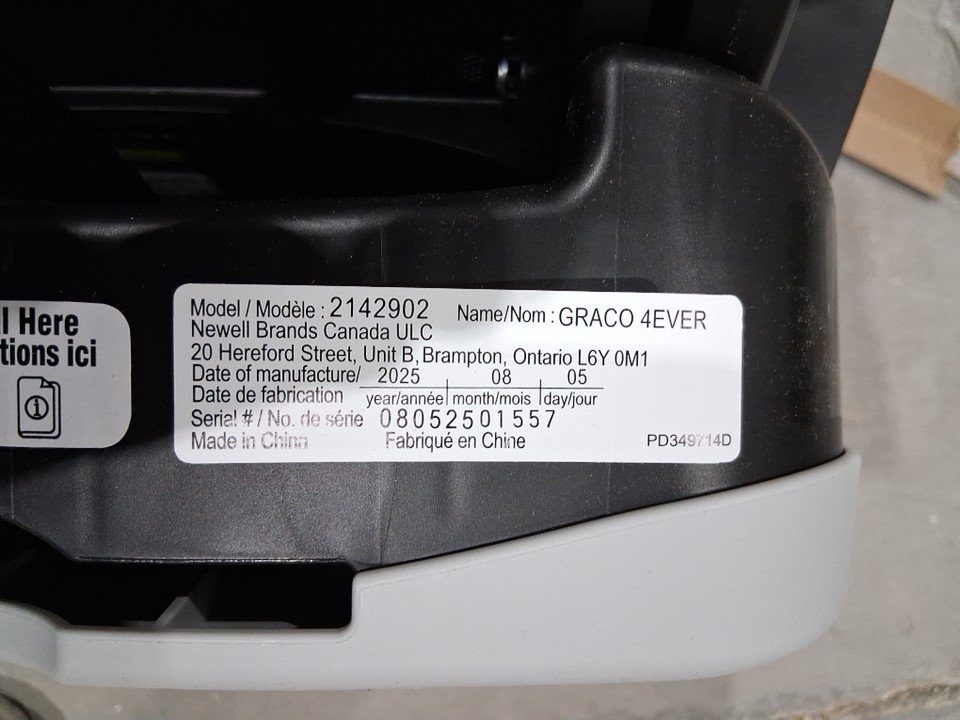 l Here
tions ici
Model / Modèle : 2142902 Name/Nom : GRACO 4EVER
Newell Brands Canada ULC
20 Hereford Street, Unit B, Brampton, Ontario L6Y 0M1
Date of manufacture/ 2025 08 05
Date de fabrication year/année month/mois day/jour
Serial # / No. de série 08052501557
Made in China Fabriqué en Chine PD349714D